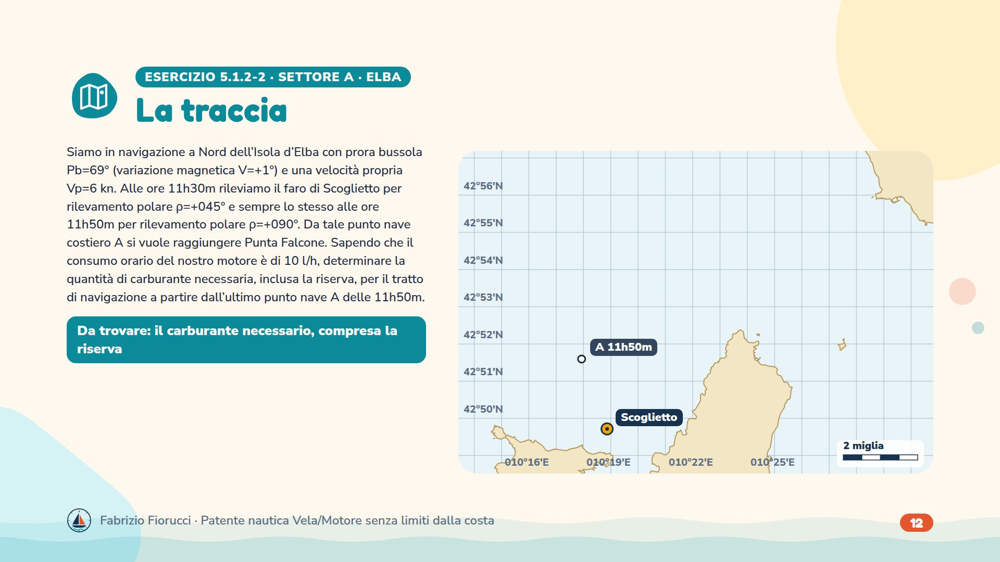 ESERCIZIO 5.1.2-2 · SETTORE A · ELBA
La traccia
Siamo in navigazione a Nord dell’Isola d’Elba con prora bussola
Pb=69° (variazione magnetica V=+1°) e una velocità propria
Vp=6 kn. Alle ore 11h30m rileviamo il faro di Scoglietto per
rilevamento polare ρ=+045° e sempre lo stesso alle ore
11h50m per rilevamento polare ρ=+090°. Da tale punto nave
costiero A si vuole raggiungere Punta Falcone. Sapendo che il
consumo orario del nostro motore è di 10 l/h, determinare la
quantità di carburante necessaria, inclusa la riserva, per il tratto
di navigazione a partire dall’ultimo punto nave A delle 11h50m.
Da trovare: il carburante necessario, compresa la
riserva
42°56'N
42°55'N
42°54'N
42°53'N
42°52'N
A 11h50m
42°51'N
42°50'N
Scoglietto
2 miglia
010°16'E
010°19'E
010°22'E
010°25'E
Fabrizio Fiorucci · Patente nautica Vela/Motore senza limiti dalla costa
12